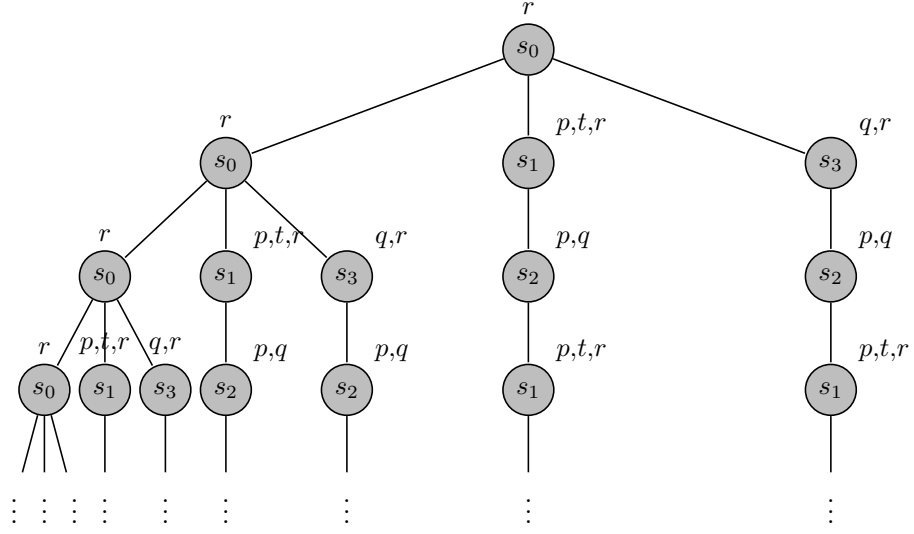 r
s₀
r
p,t,r
q,r
s₀
s₁
s₃
r
p,t,r
q,r
p,q
p,q
s₀
s₁
s₃
s₂
s₂
r
p,t,r
q,r
p,q
p,q
p,t,r
p,t,r
s₀
s₁
s₃
s₂
s₂
s₁
s₁
⋮ ⋮ ⋮ ⋮ ⋮ ⋮ ⋮ ⋮ ⋮